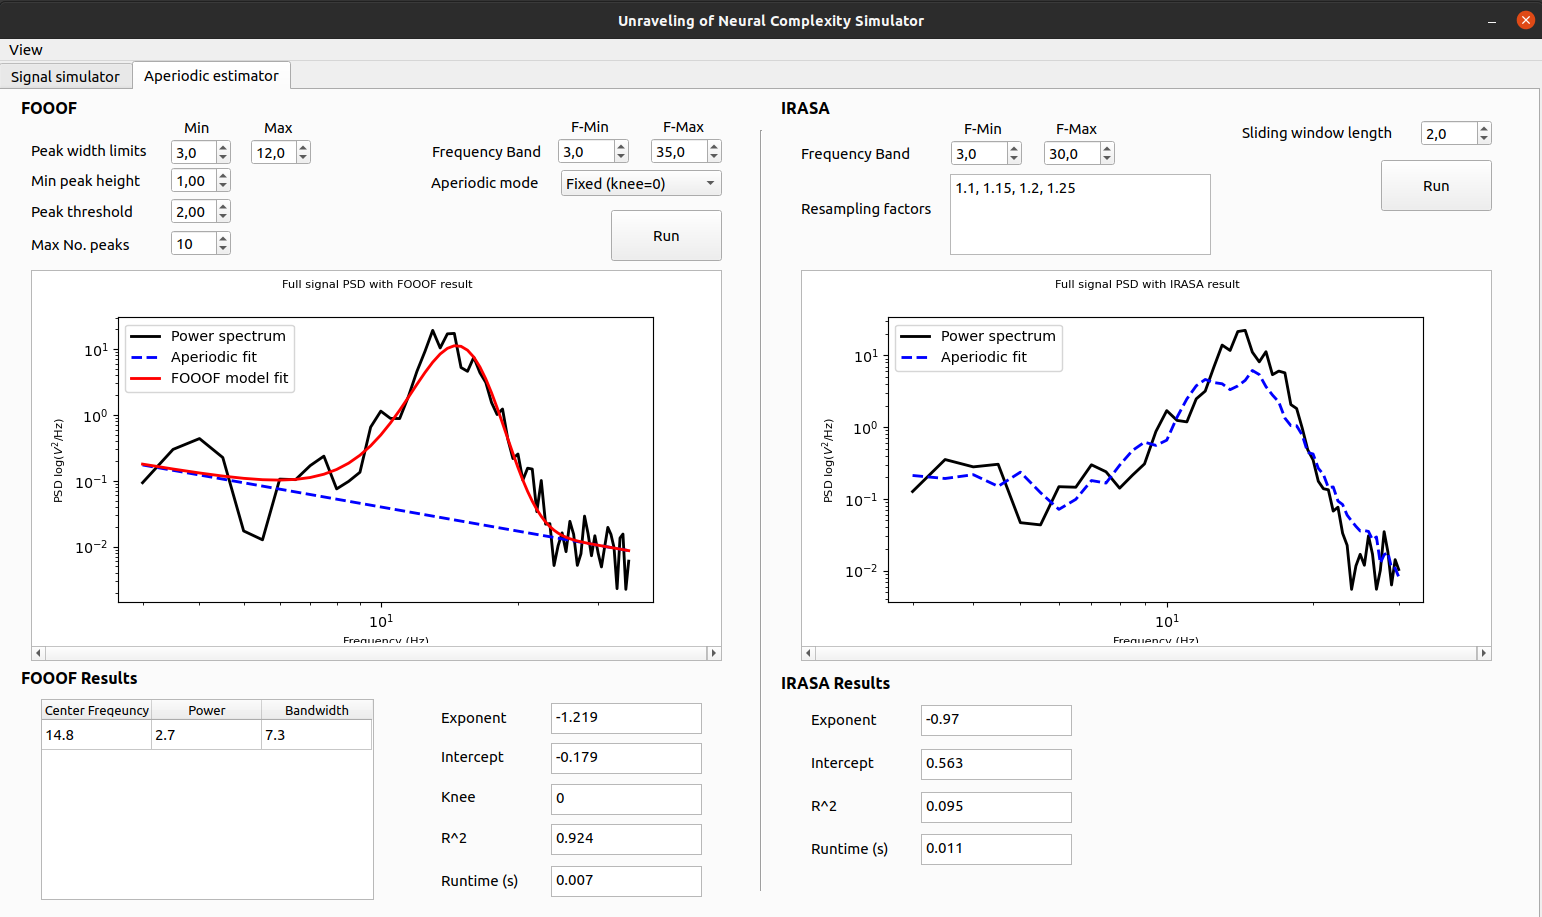 Unraveling of Neural Complexity Simulator
View
Signal simulator
Aperiodic estimator
FOOOF
Min Max
Peak width limits 3,0 12,0
Min peak height 1,00
Peak threshold 2,00
Max No. peaks 10
F-Min F-Max
Frequency Band 3,0 35,0
Aperiodic mode Fixed (knee=0)
Run
Full signal PSD with FOOOF result
Power spectrum
Aperiodic fit
FOOOF model fit
10^1
10^0
10^-1
10^-2
PSD log(V^2/Hz)
10^1
Frequency (Hz)
FOOOF Results
Center Freqeuncy Power Bandwidth
14.8 2.7 7.3
Exponent -1.219
Intercept -0.179
Knee 0
R^2 0.924
Runtime (s) 0.007
IRASA
F-Min F-Max
Frequency Band 3,0 30,0
Resampling factors 1.1, 1.15, 1.2, 1.25
Sliding window length 2,0
Run
Full signal PSD with IRASA result
Power spectrum
Aperiodic fit
10^1
10^0
10^-1
10^-2
PSD log(V^2/Hz)
10^1
Frequency (Hz)
IRASA Results
Exponent -0.97
Intercept 0.563
R^2 0.095
Runtime (s) 0.011